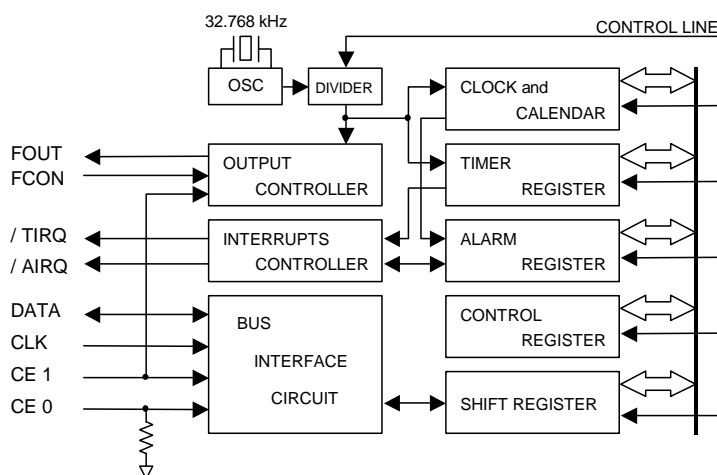 32.768 kHz
CONTROL LINE
OSC
DIVIDER
CLOCK and
CALENDAR
FOUT
FCON
OUTPUT
CONTROLLER
TIMER
REGISTER
/ TIRQ
/ AIRQ
INTERRUPTS
CONTROLLER
ALARM
REGISTER
DATA
CLK
CE 1
CE 0
BUS
INTERFACE
CIRCUIT
CONTROL
REGISTER
SHIFT REGISTER